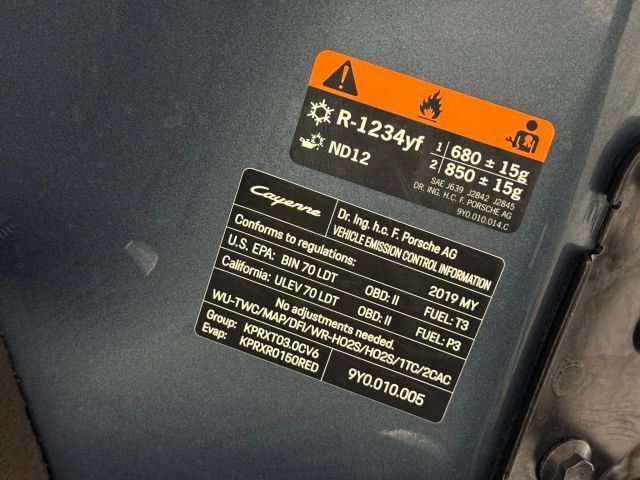 R-1234yf
1 680 ± 15g
ND12
2 850 ± 15g
SAE J639 J2842 J2845
DR. ING. H.C. F. PORSCHE AG
9Y0.010.014.C
Cayenne
Dr. Ing. h.c. F. Porsche AG
VEHICLE EMISSION CONTROL INFORMATION
Conforms to regulations:
2019 MY
U.S. EPA: BIN 70 LDT OBD: II FUEL: T3
California: ULEV 70 LDT OBD: II FUEL: P3
No adjustments needed.
WU-TWC/MAP/DFI/WR-HO2S/HO2S/1TC/2CAC
Group: KPRXT03.0CV6
Evap: KPRXR0150RED
9Y0.010.005